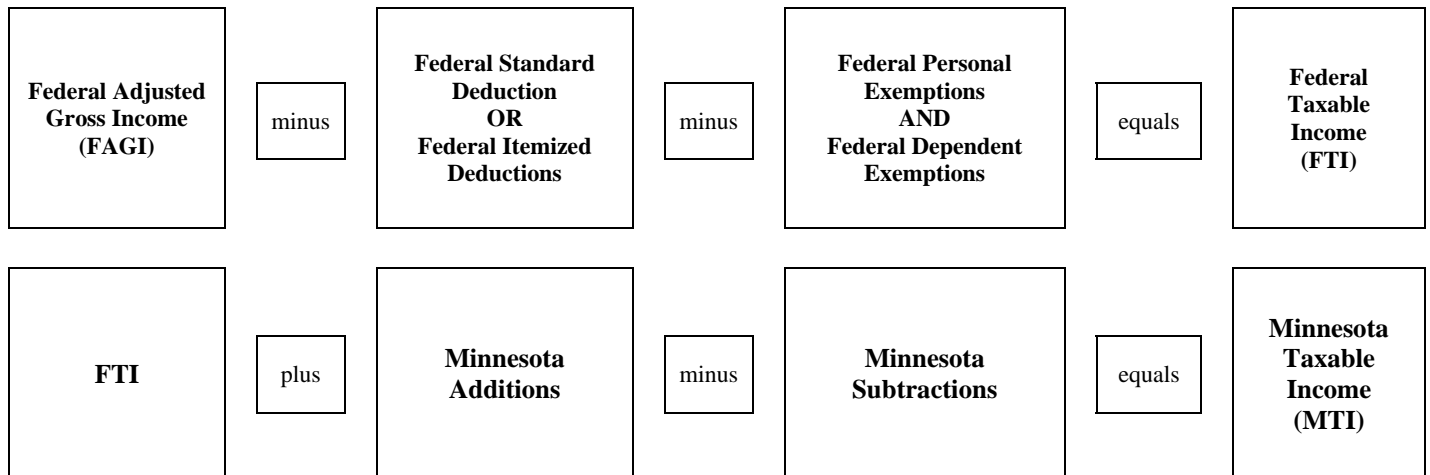 Federal Adjusted
Gross Income
(FAGI)
minus
Federal Standard
Deduction
OR
Federal Itemized
Deductions
minus
Federal Personal
Exemptions
AND
Federal Dependent
Exemptions
equals
Federal
Taxable
Income
(FTI)
FTI
plus
Minnesota
Additions
minus
Minnesota
Subtractions
equals
Minnesota
Taxable
Income
(MTI)